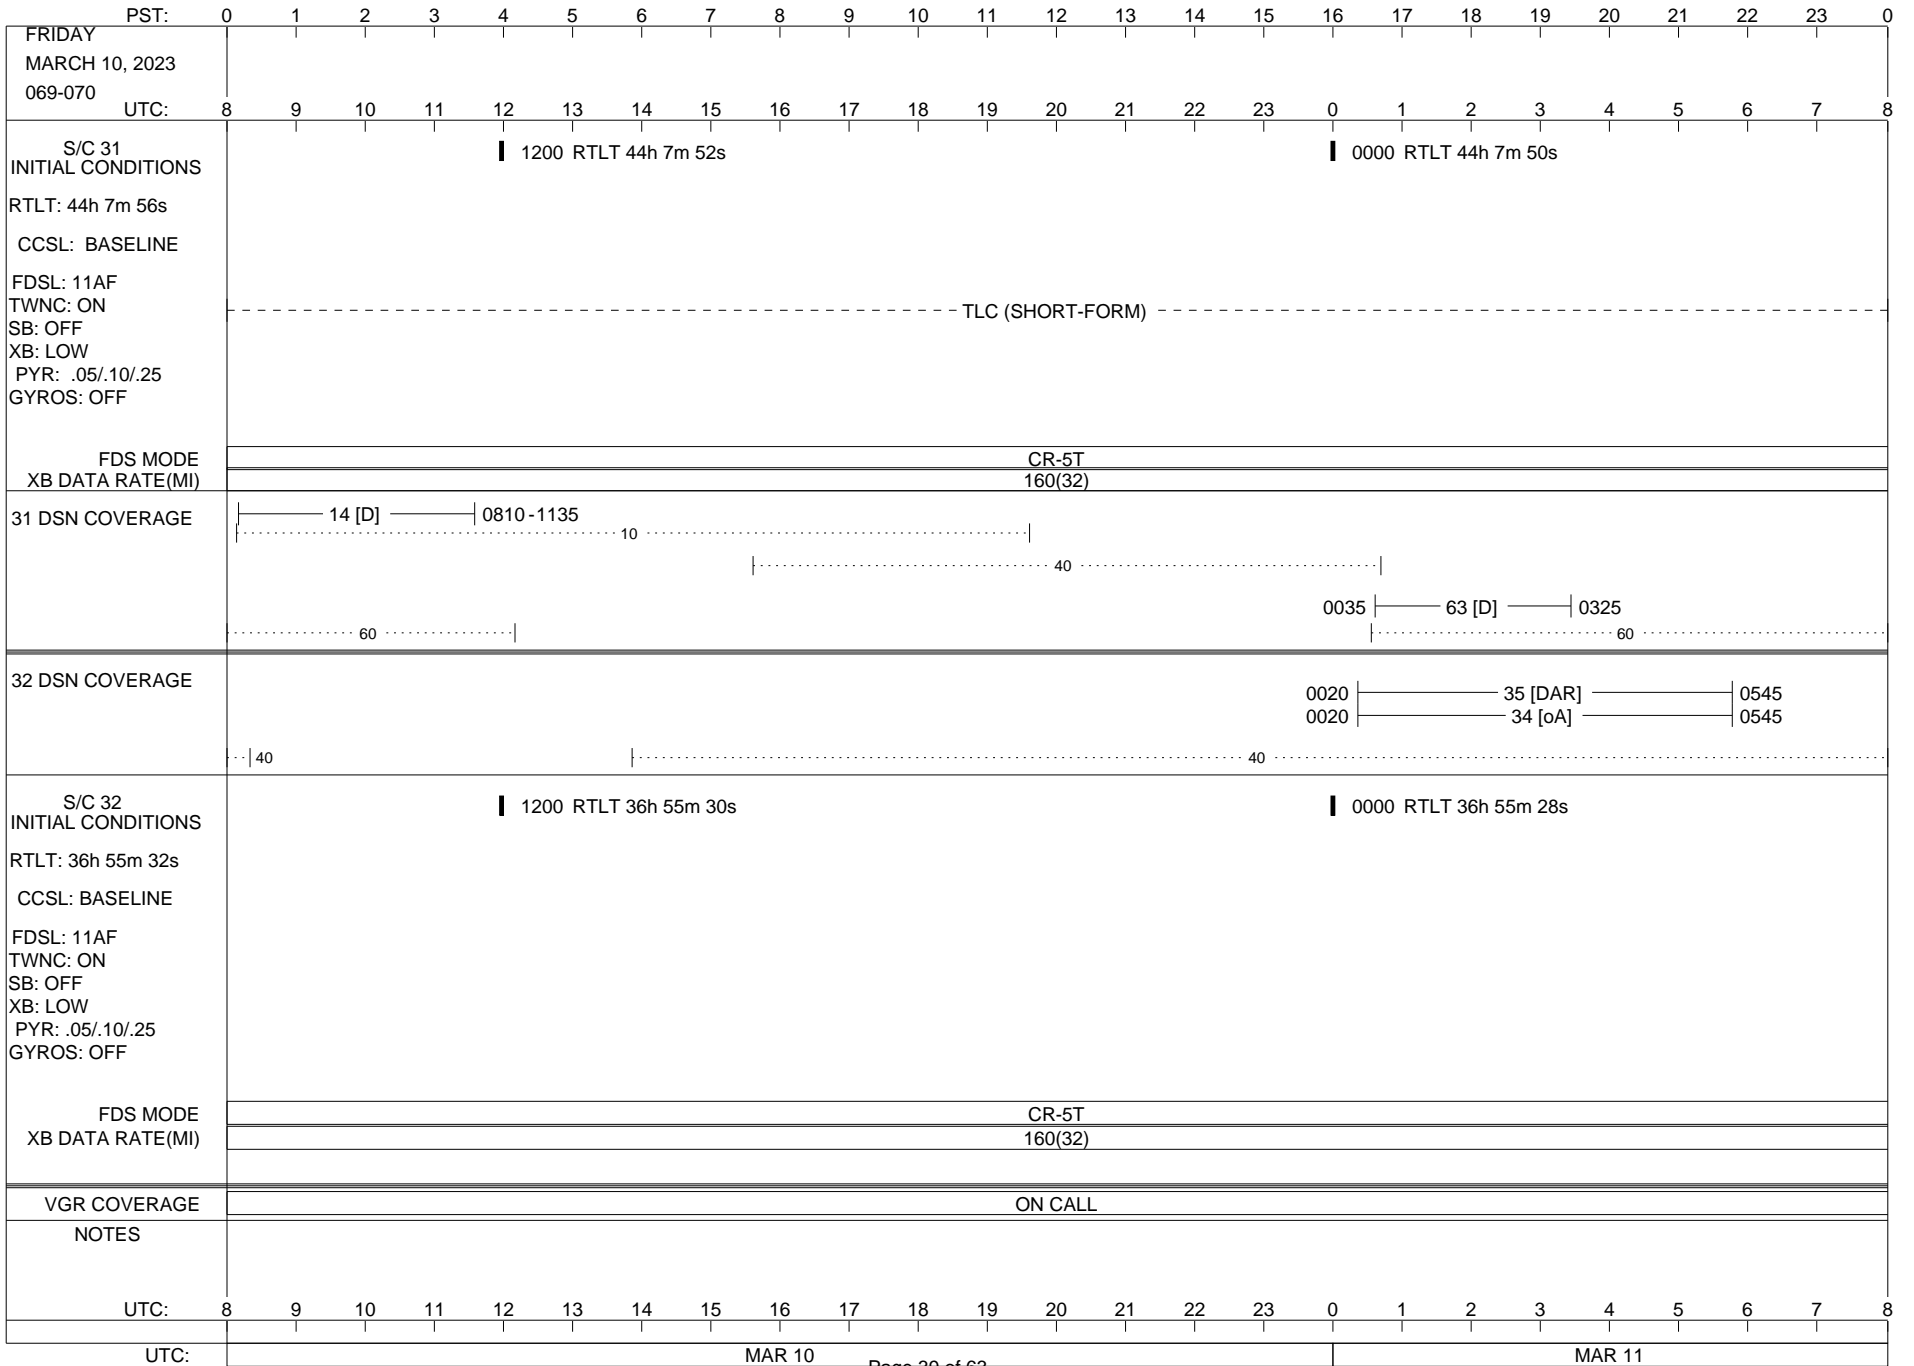 PST: 0 1 2 3 4 5 6 7 8 9 10 11 12 13 14 15 16 17 18 19 20 21 22 23 0
FRIDAY
MARCH 10, 2023
069-070
UTC: 8 9 10 11 12 13 14 15 16 17 18 19 20 21 22 23 0 1 2 3 4 5 6 7 8
S/C 31
INITIAL CONDITIONS
1200 RTLT 44h 7m 52s
0000 RTLT 44h 7m 50s
RTLT: 44h 7m 56s
CCSL: BASELINE
FDSL: 11AF
TWNC: ON
TLC (SHORT-FORM)
SB: OFF
XB: LOW
PYR: .05/.10/.25
GYROS: OFF
FDS MODE CR-5T
XB DATA RATE(MI) 160(32)
31 DSN COVERAGE 14 [D] 0810 -1135
10
40
0035 63 [D] 0325
60 60
32 DSN COVERAGE
0020 35 [DAR] 0545
0020 34 [oA] 0545
40 40
S/C 32
INITIAL CONDITIONS
1200 RTLT 36h 55m 30s
0000 RTLT 36h 55m 28s
RTLT: 36h 55m 32s
CCSL: BASELINE
FDSL: 11AF
TWNC: ON
SB: OFF
XB: LOW
PYR: .05/.10/.25
GYROS: OFF
FDS MODE CR-5T
XB DATA RATE(MI) 160(32)
VGR COVERAGE ON CALL
NOTES
UTC: 8 9 10 11 12 13 14 15 16 17 18 19 20 21 22 23 0 1 2 3 4 5 6 7 8
UTC: MAR 10 MAR 11